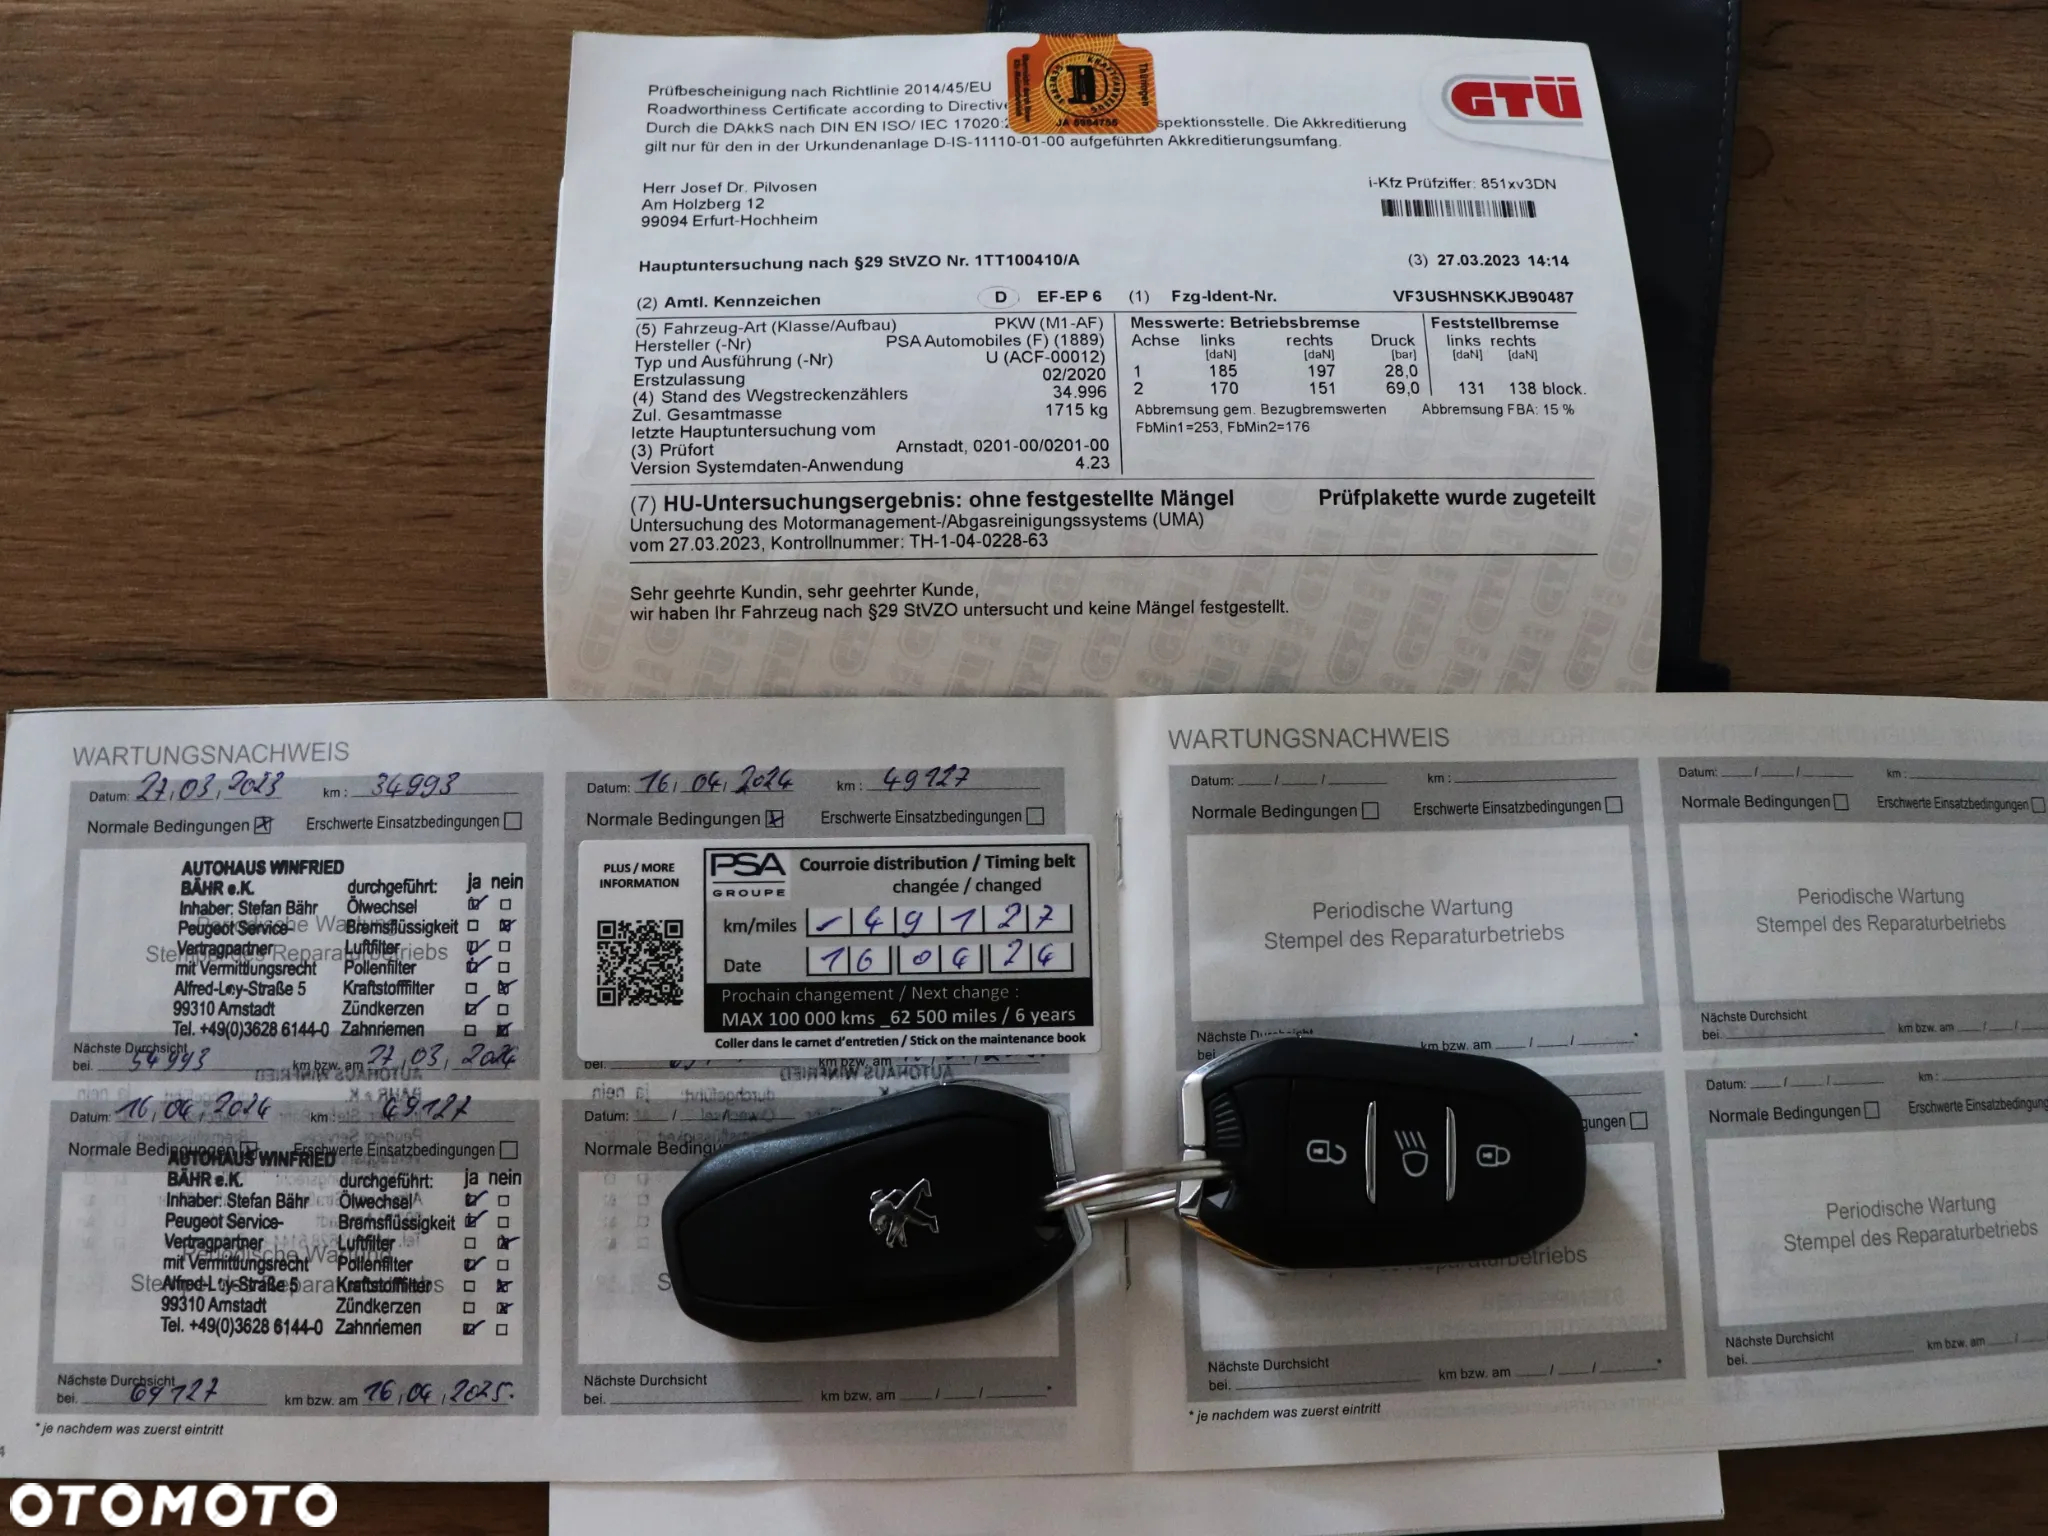 Prüfbescheinigung nach Richtlinie 2014/45/EU
Roadworthiness Certificate according to Directive
Durch die DAkkS nach DIN EN ISO/ IEC 17020: spektionsstelle. Die Akkreditierung
gilt nur für den in der Urkundenanlage D-IS-11110-01-00 aufgeführten Akkreditierungsumfang.
D
Thüringen
GTÜ
Herr Josef Dr. Pilvosen
Am Holzberg 12
99094 Erfurt-Hochheim
i-Kfz Prüfziffer: 851xv3DN
Hauptuntersuchung nach §29 StVZO Nr. 1TT100410/A (3) 27.03.2023 14:14
(2) Amtl. Kennzeichen D EF-EP 6 (1) Fzg-Ident-Nr. VF3USHNSKKJB90487
(5) Fahrzeug-Art (Klasse/Aufbau) PKW (M1-AF)
Hersteller (-Nr) PSA Automobiles (F) (1889)
Typ und Ausführung (-Nr) U (ACF-00012)
Erstzulassung 02/2020
(4) Stand des Wegstreckenzählers 34.996
Zul. Gesamtmasse 1715 kg
letzte Hauptuntersuchung vom
(3) Prüfort Arnstadt, 0201-00/0201-00
Version Systemdaten-Anwendung 4.23
Messwerte: Betriebsbremse Feststellbremse
Achse links rechts Druck links rechts
[daN] [daN] [bar] [daN] [daN]
1 185 197 28,0
2 170 151 69,0 131 138 block.
Abbremsung gem. Bezugbremswerten Abbremsung FBA: 15 %
FbMin1=253, FbMin2=176
(7) HU-Untersuchungsergebnis: ohne festgestellte Mängel Prüfplakette wurde zugeteilt
Untersuchung des Motormanagement-/Abgasreinigungssystems (UMA)
vom 27.03.2023, Kontrollnummer: TH-1-04-0228-63
Sehr geehrte Kundin, sehr geehrter Kunde,
wir haben Ihr Fahrzeug nach §29 StVZO untersucht und keine Mängel festgestellt.
WARTUNGSNACHWEIS
Datum: 27, 03, 2023 km: 34993
Normale Bedingungen Erschwerte Einsatzbedingungen
AUTOHAUS WINFRIED
BÄHR e.K. durchgeführt: ja nein
Inhaber: Stefan Bähr Ölwechsel
Peugeot Service- Bremsflüssigkeit
Vertragpartner Luftfilter
mit Vermittlungsrecht Pollenfilter
Alfred-Ley-Straße 5 Kraftstofffilter
99310 Arnstadt Zündkerzen
Tel. +49(0)3628 6144-0 Zahnriemen
Periodische Wartung
Stempel des Reparaturbetriebs
Nächste Durchsicht
bei. 54993 km bzw. am 27, 03, 2024
Datum: 16, 04, 2024 km: 49127
Normale Bedingungen Erschwerte Einsatzbedingungen
AUTOHAUS WINFRIED
BÄHR e.K. durchgeführt: ja nein
Inhaber: Stefan Bähr Ölwechsel
Peugeot Service- Bremsflüssigkeit
Vertragpartner Luftfilter
mit Vermittlungsrecht Pollenfilter
Alfred-Ley-Straße 5 Kraftstofffilter
99310 Arnstadt Zündkerzen
Tel. +49(0)3628 6144-0 Zahnriemen
Periodische Wartung
Stempel des Reparaturbetriebs
Nächste Durchsicht
bei. 69127 km bzw. am 16, 04, 2025.
* je nachdem was zuerst eintritt
Datum: 16, 04, 2024 km: 49127
Normale Bedingungen Erschwerte Einsatzbedingungen
PLUS / MORE
INFORMATION
PSA
GROUPE
Courroie distribution / Timing belt
changée / changed
km/miles - 4 9 1 2 7
Date 16 04 24
Prochain changement / Next change :
MAX 100 000 kms _62 500 miles / 6 years
Coller dans le carnet d'entretien / Stick on the maintenance book
bei. km bzw. am
Datum: / /
Normale Bedingungen
Nächste Durchsicht
bei. km bzw. am / / *
WARTUNGSNACHWEIS
Datum: / / km :
Normale Bedingungen Erschwerte Einsatzbedingungen
Periodische Wartung
Stempel des Reparaturbetriebs
Nächste Durchsicht
bei km bzw. am / / *
Datum: / / km:
Normale Bedingungen Erschwerte Einsatzbedingungen
Periodische Wartung
Stempel des Reparaturbetriebs
Nächste Durchsicht
bei. km bzw. am / /
gungen
Reparaturbetriebs
Nächste Durchsicht
bei. km bzw. am / / *
* je nachdem was zuerst eintritt
Datum: / / km:
Normale Bedingungen Erschwerte Einsatzbedingungen
Periodische Wartung
Stempel des Reparaturbetriebs
Nächste Durchsicht
bei. km bzw. am / /
OTOMOTO